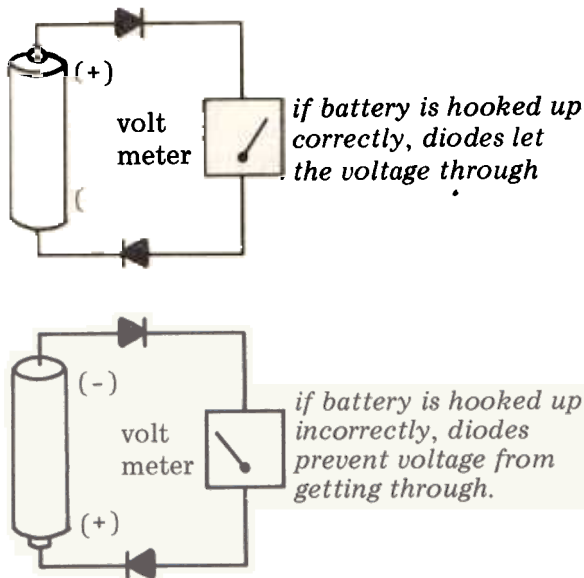 (+)
volt
meter
if battery is hooked up
correctly, diodes let
the voltage through
(-)
volt
meter
(+)
if battery is hooked up
incorrectly, diodes
prevent voltage from
getting through.